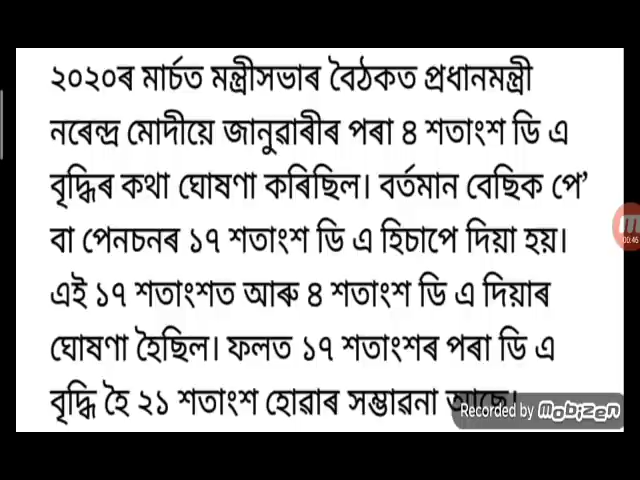 ২০২০ৰ মাৰ্চত মন্ত্ৰীসভাৰ বৈঠকত প্ৰধানমন্ত্ৰী
নৰেন্দ্ৰ মোদীয়ে জানুৱাৰীৰ পৰা ৪ শতাংশ ডি এ
বৃদ্ধিৰ কথা ঘোষণা কৰিছিল। বৰ্তমান বেছিক পে’
বা পেনচনৰ ১৭ শতাংশ ডি এ হিচাপে দিয়া হয়।
এই ১৭ শতাংশত আৰু ৪ শতাংশ ডি এ দিয়াৰ
ঘোষণা হৈছিল। ফলত ১৭ শতাংশৰ পৰা ডি এ
বৃদ্ধি হৈ ২১ শতাংশ হোৱাৰ সম্ভাৱনা আছে।
Recorded by Mobizen
00:46